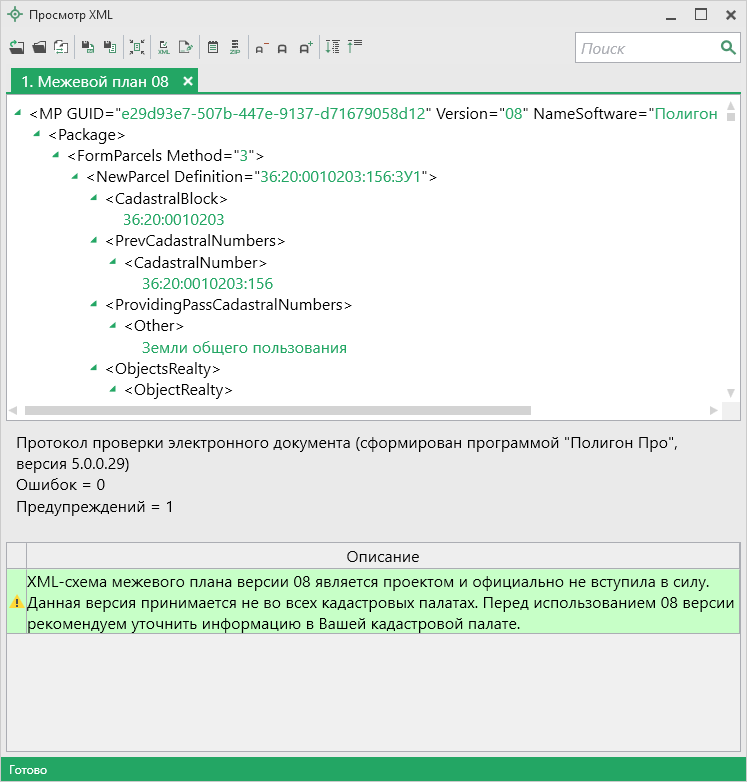 Просмотр XML
XML
ZIP
a- a a+
Поиск
1. Межевой план 08
<MP GUID="e29d93e7-507b-447e-9137-d71679058d12" Version="08" NameSoftware="Полигон
<Package>
<FormParcels Method="3">
<NewParcel Definition="36:20:0010203:156:ЗУ1">
<CadastralBlock>
36:20:0010203
<PrevCadastralNumbers>
<CadastralNumber>
36:20:0010203:156
<ProvidingPassCadastralNumbers>
<Other>
Земли общего пользования
<ObjectsRealty>
<ObjectRealty>
Протокол проверки электронного документа (сформирован программой "Полигон Про",
версия 5.0.0.29)
Ошибок = 0
Предупреждений = 1
Описание
XML-схема межевого плана версии 08 является проектом и официально не вступила в силу.
Данная версия принимается не во всех кадастровых палатах. Перед использованием 08 версии
рекомендуем уточнить информацию в Вашей кадастровой палате.
Готово